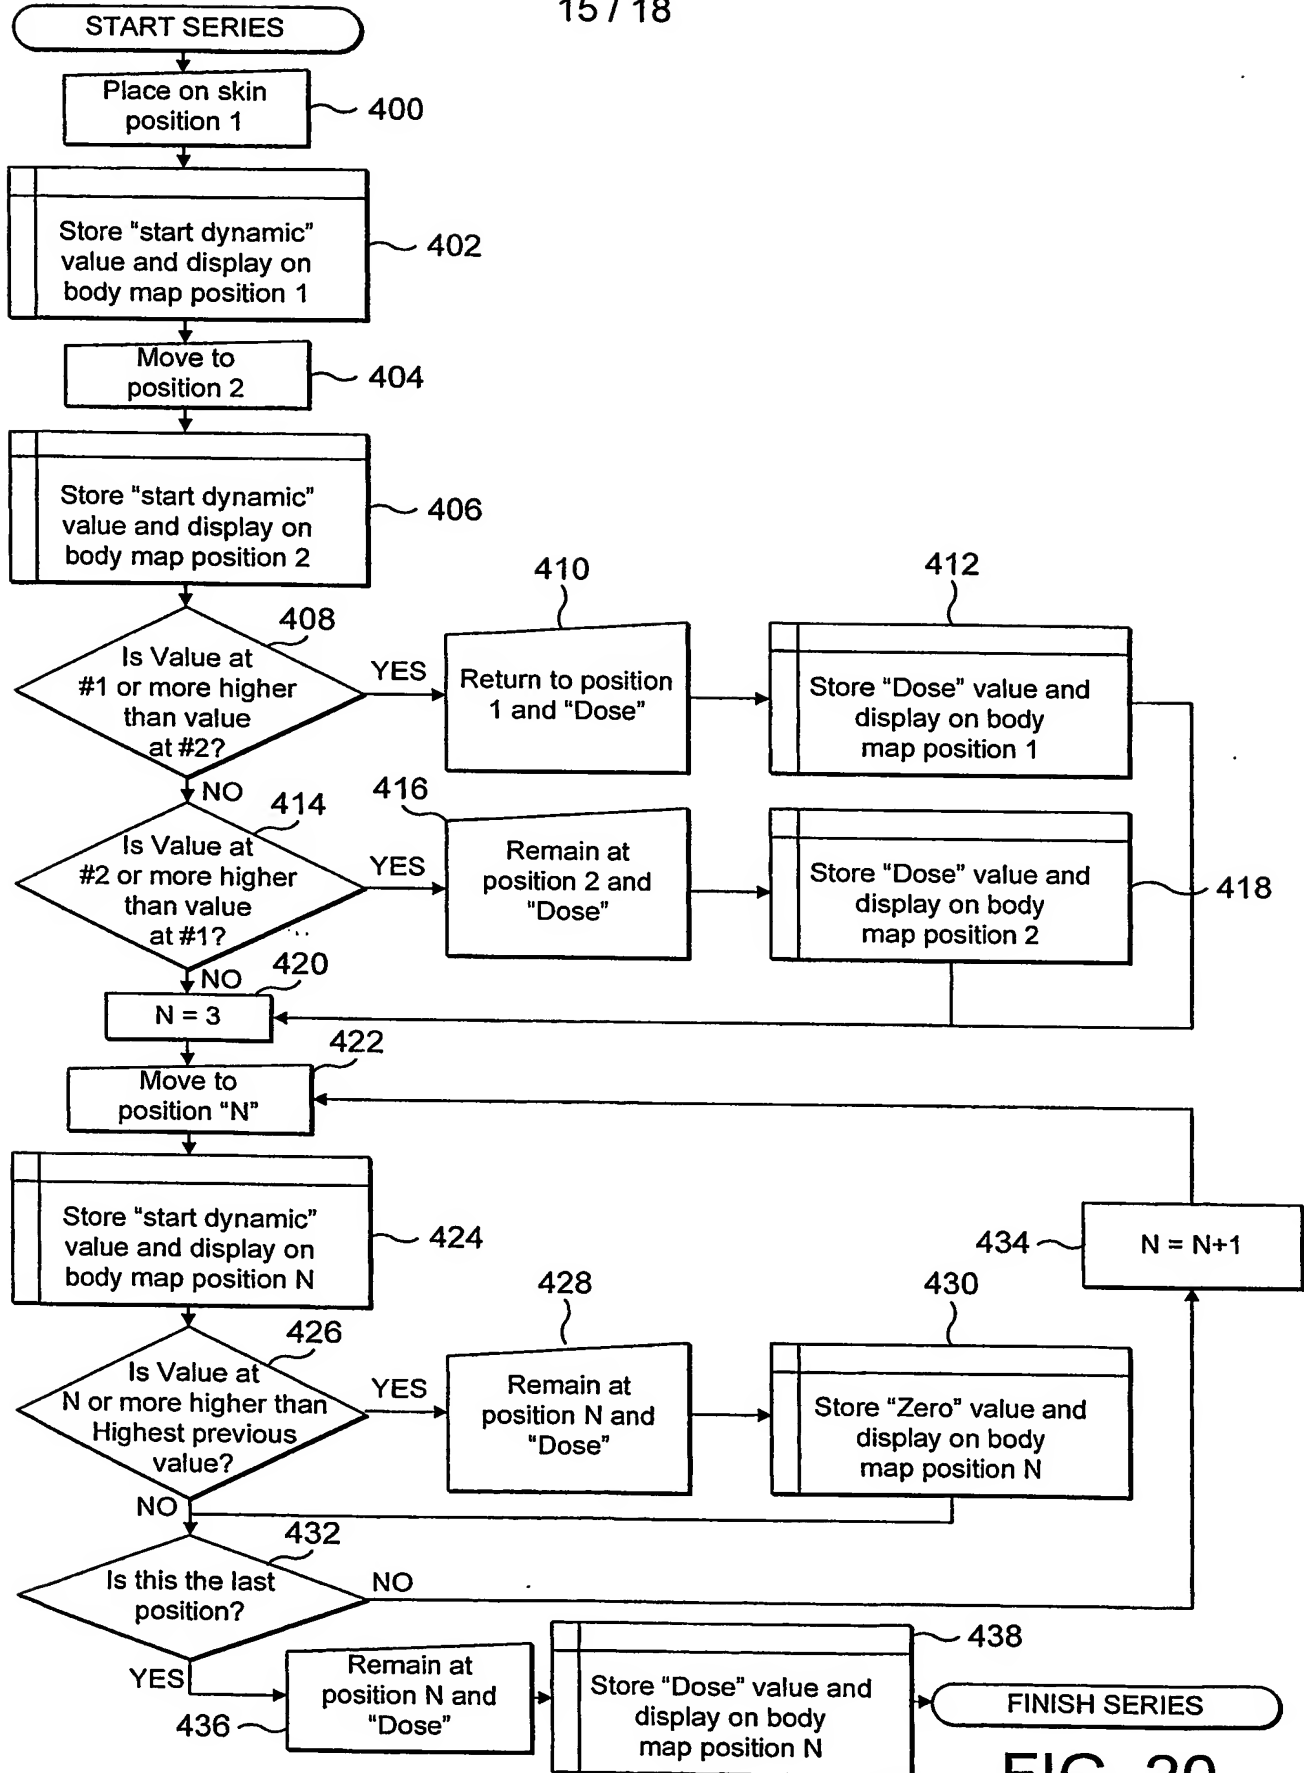 15 / 18
START SERIES
Place on skin
position 1
400
Store “start dynamic”
value and display on
body map position 1
402
Move to
position 2
404
Store “start dynamic”
value and display on
body map position 2
406
408
Is Value at
#1 or more higher
than value
at #2?
YES
410
Return to position
1 and “Dose”
412
Store “Dose” value and
display on body
map position 1
NO
414
Is Value at
#2 or more higher
than value
at #1?
YES
416
Remain at
position 2 and
“Dose”
Store “Dose” value and
display on body
map position 2
418
NO
420
N = 3
422
Move to
position “N”
Store “start dynamic”
value and display on
body map position N
424
434
N = N+1
426
Is Value at
N or more higher than
Highest previous
value?
YES
428
Remain at
position N and
“Dose”
430
Store “Zero” value and
display on body
map position N
NO
432
Is this the last
position?
NO
YES
436
Remain at
position N and
“Dose”
438
Store “Dose” value and
display on body
map position N
FINISH SERIES
FIG. 20